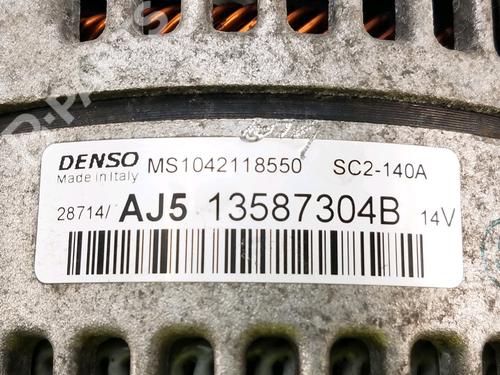 DENSO MS1042118550 SC2-140A
Made in Italy
28714/ AJ5 13587304B 14V